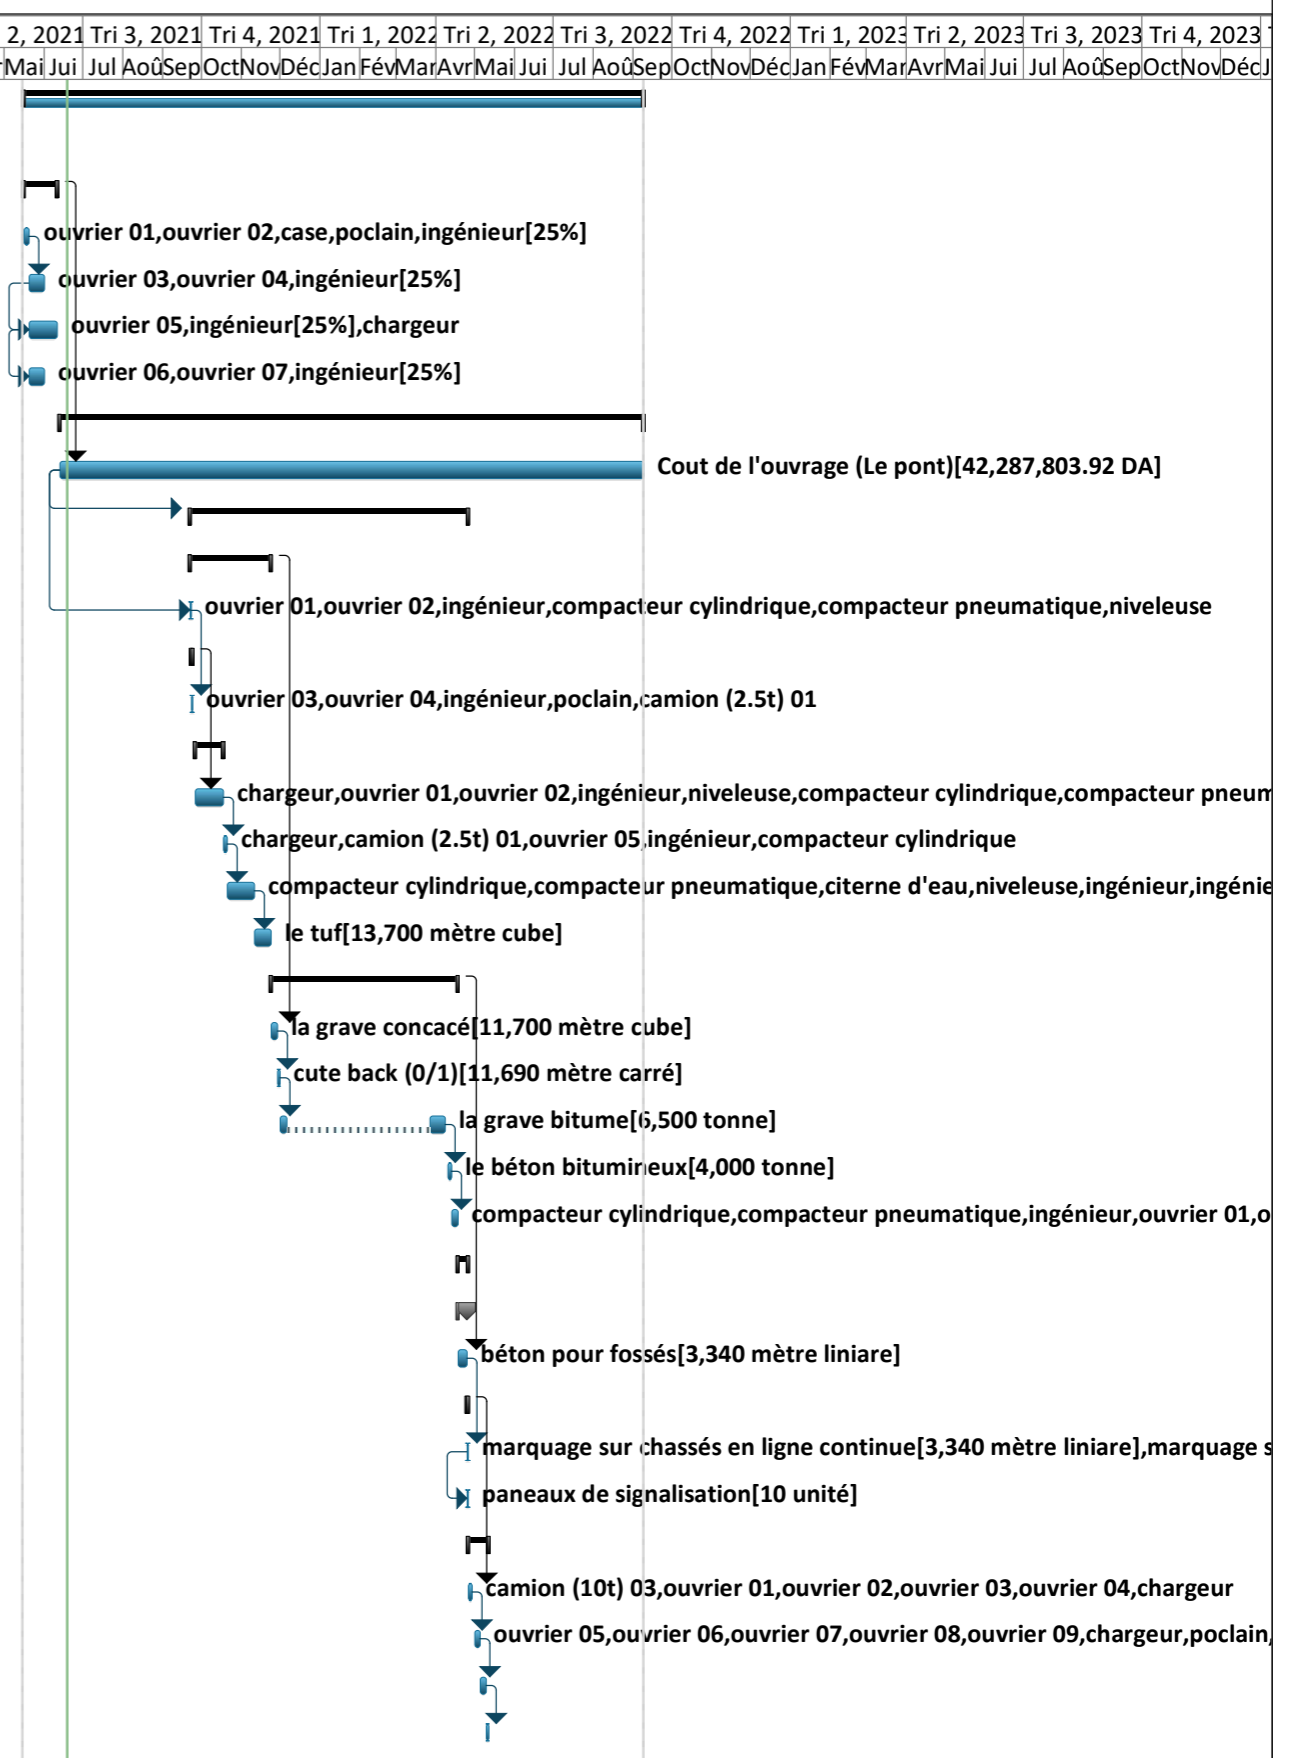 2, 2021 Tri 3, 2021 Tri 4, 2021 Tri 1, 2022 Tri 2, 2022 Tri 3, 2022 Tri 4, 2022 Tri 1, 2023 Tri 2, 2023 Tri 3, 2023 Tri 4, 2023
Mai Jui Jul Aoû Sep Oct Nov Déc Jan Fév Mar Avr Mai Jui Jul Aoû Sep Oct Nov Déc Jan Fév Mar Avr Mai Jui Jul Aoû Sep Oct Nov Déc J
ouvrier 01,ouvrier 02,case,poclain,ingénieur[25%]
ouvrier 03,ouvrier 04,ingénieur[25%]
ouvrier 05,ingénieur[25%],chargeur
ouvrier 06,ouvrier 07,ingénieur[25%]
Cout de l'ouvrage (Le pont)[42,287,803.92 DA]
ouvrier 01,ouvrier 02,ingénieur,compacteur cylindrique,compacteur pneumatique,niveleuse
ouvrier 03,ouvrier 04,ingénieur,poclain,camion (2.5t) 01
chargeur,ouvrier 01,ouvrier 02,ingénieur,niveleuse,compacteur cylindrique,compacteur pneum
chargeur,camion (2.5t) 01,ouvrier 05,ingénieur,compacteur cylindrique
compacteur cylindrique,compacteur pneumatique,citerne d'eau,niveleuse,ingénieur,ingénie
le tuf[13,700 mètre cube]
la grave concacé[11,700 mètre cube]
cute back (0/1)[11,690 mètre carré]
la grave bitume[6,500 tonne]
le béton bitumineux[4,000 tonne]
compacteur cylindrique,compacteur pneumatique,ingénieur,ouvrier 01,o
béton pour fossés[3,340 mètre liniare]
marquage sur chassés en ligne continue[3,340 mètre liniare],marquage s
paneaux de signalisation[10 unité]
camion (10t) 03,ouvrier 01,ouvrier 02,ouvrier 03,ouvrier 04,chargeur
ouvrier 05,ouvrier 06,ouvrier 07,ouvrier 08,ouvrier 09,chargeur,poclain,